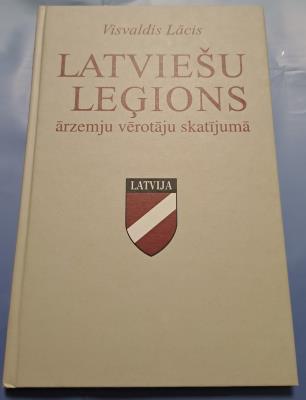 Visvaldis Lācis
LATVIEŠU
LEĢIONS
ārzemju vērotāju skatījumā
LATVIJA